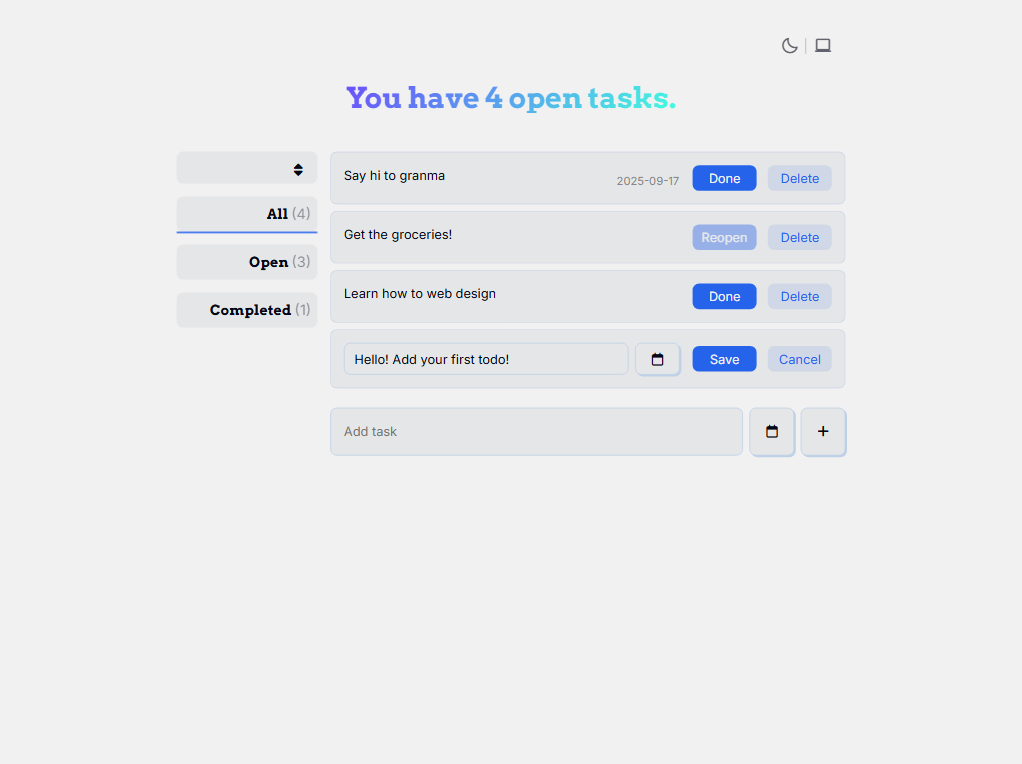 You have 4 open tasks.
All (4)
Open (3)
Completed (1)
Say hi to granma 2025-09-17 Done Delete
Get the groceries! Reopen Delete
Learn how to web design Done Delete
Hello! Add your first todo! Save Cancel
Add task +